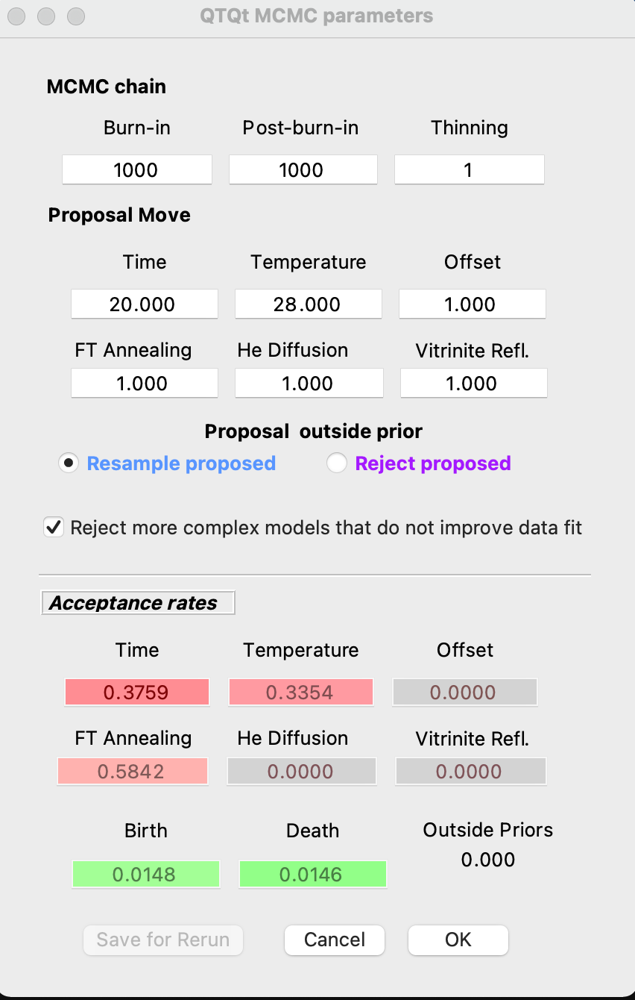 QTQt MCMC parameters
MCMC chain
Burn-in Post-burn-in Thinning
1000 1000 1
Proposal Move
Time Temperature Offset
20.000 28.000 1.000
FT Annealing He Diffusion Vitrinite Refl.
1.000 1.000 1.000
Proposal outside prior
Resample proposed Reject proposed
Reject more complex models that do not improve data fit
Acceptance rates
Time Temperature Offset
0.3759 0.3354 0.0000
FT Annealing He Diffusion Vitrinite Refl.
0.5842 0.0000 0.0000
Birth Death Outside Priors
0.0148 0.0146 0.000
Save for Rerun Cancel OK